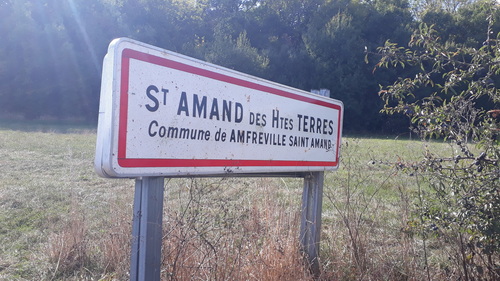 ST AMAND DES HTES TERRES
Commune de AMFREVILLE SAINT AMAND